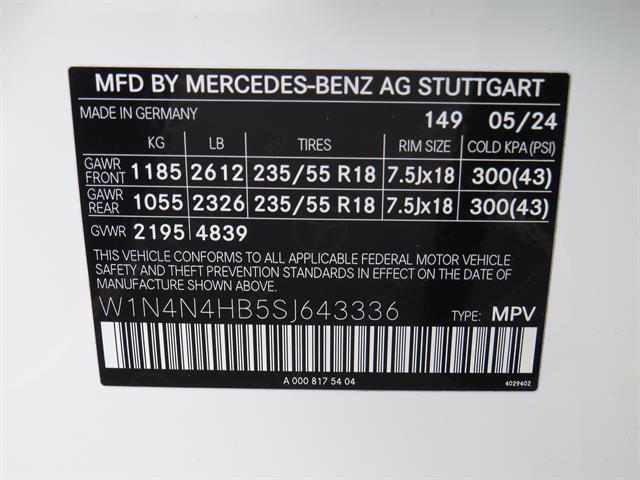 MFD BY MERCEDES-BENZ AG STUTTGART
MADE IN GERMANY 149 05/24
KG LB TIRES RIM SIZE COLD KPA(PSI)
GAWR FRONT 1185 2612 235/55 R18 7.5Jx18 300(43)
GAWR REAR 1055 2326 235/55 R18 7.5Jx18 300(43)
GVWR 2195 4839
THIS VEHICLE CONFORMS TO ALL APPLICABLE FEDERAL MOTOR VEHICLE
SAFETY AND THEFT PREVENTION STANDARDS IN EFFECT ON THE DATE OF
MANUFACTURE SHOWN ABOVE.
W1N4N4HB5SJ643336 TYPE: MPV
A 000 817 54 04 4029402